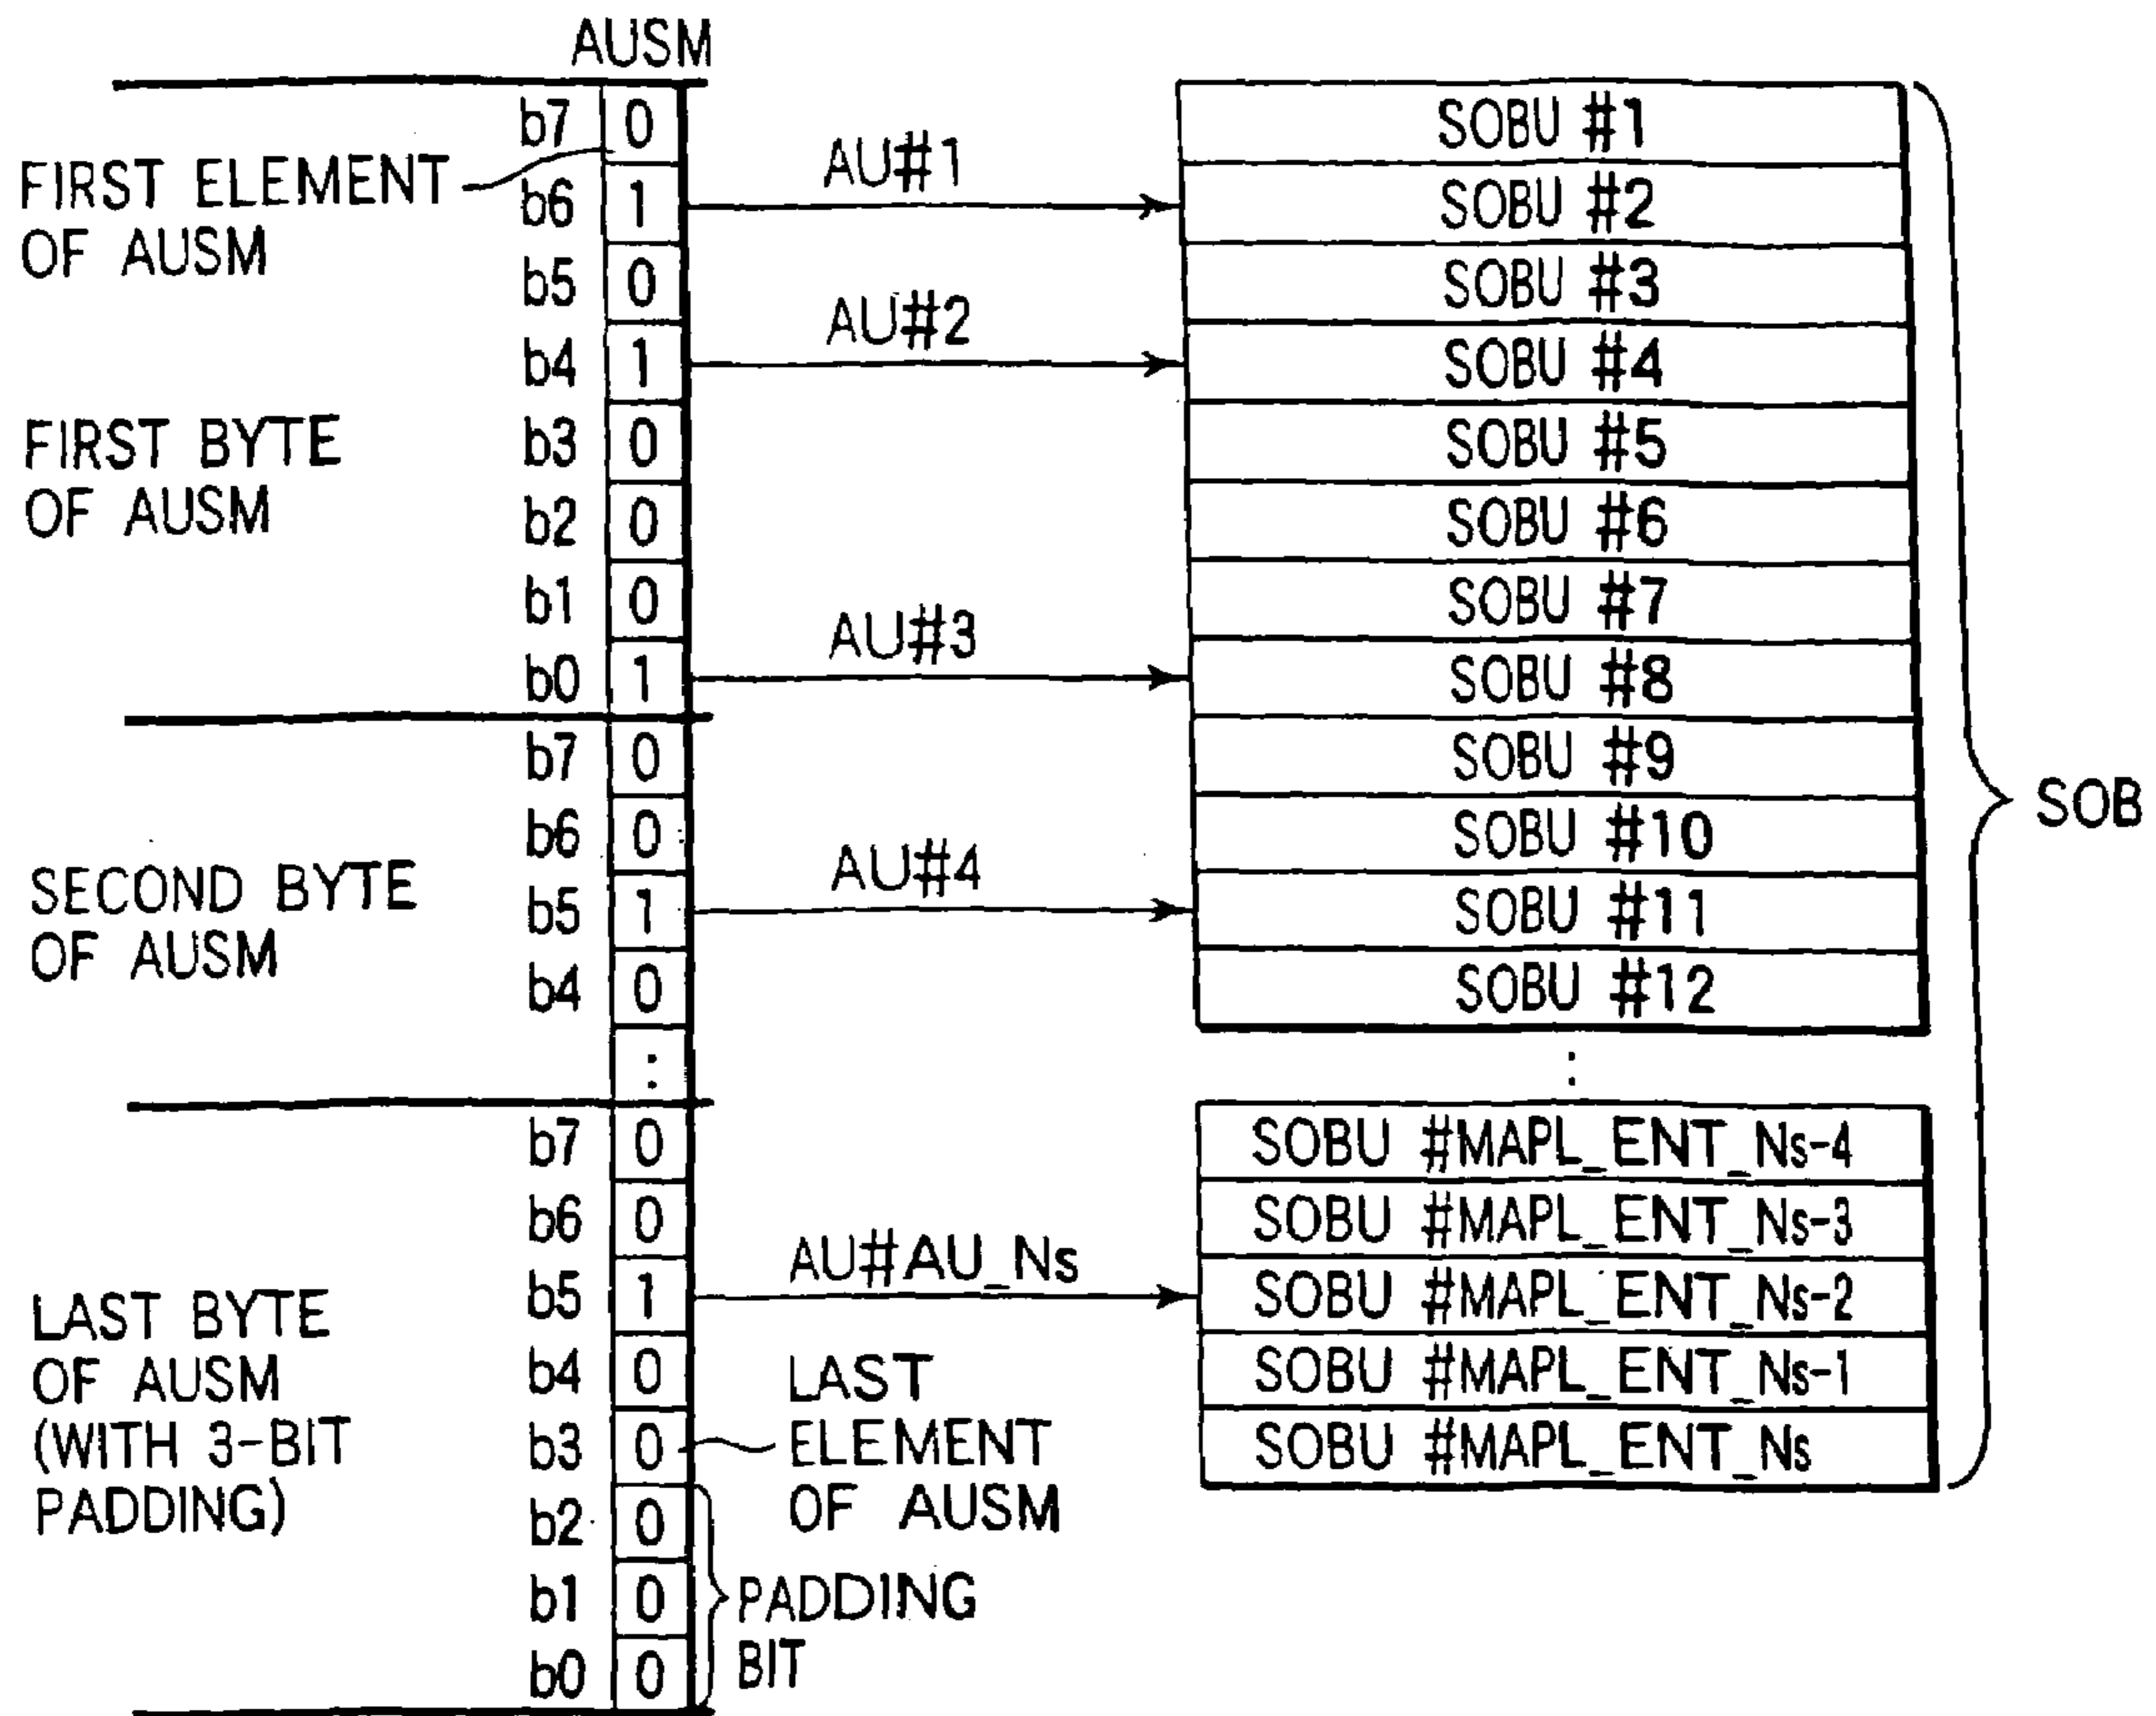 AUSM
b7 0
FIRST ELEMENT
OF AUSM
b6 1
AU#1
b5 0
b4 1
AU#2
FIRST BYTE
OF AUSM
b3 0
b2 0
b1 0
b0 1
AU#3
b7 0
b6 0
SECOND BYTE
OF AUSM
b5 1
AU#4
b4 0
:
b7 0
b6 0
b5 1
AU#AU_Ns
LAST BYTE
OF AUSM
(WITH 3-BIT
PADDING)
b4 0
b3 0
LAST
ELEMENT
OF AUSM
b2 0
b1 0
b0 0
PADDING
BIT
SOBU #1
SOBU #2
SOBU #3
SOBU #4
SOBU #5
SOBU #6
SOBU #7
SOBU #8
SOBU #9
SOBU #10
SOBU #11
SOBU #12
:
SOBU #MAPL_ENT_Ns-4
SOBU #MAPL_ENT_Ns-3
SOBU #MAPL_ENT_Ns-2
SOBU #MAPL_ENT_Ns-1
SOBU #MAPL_ENT_Ns
SOB